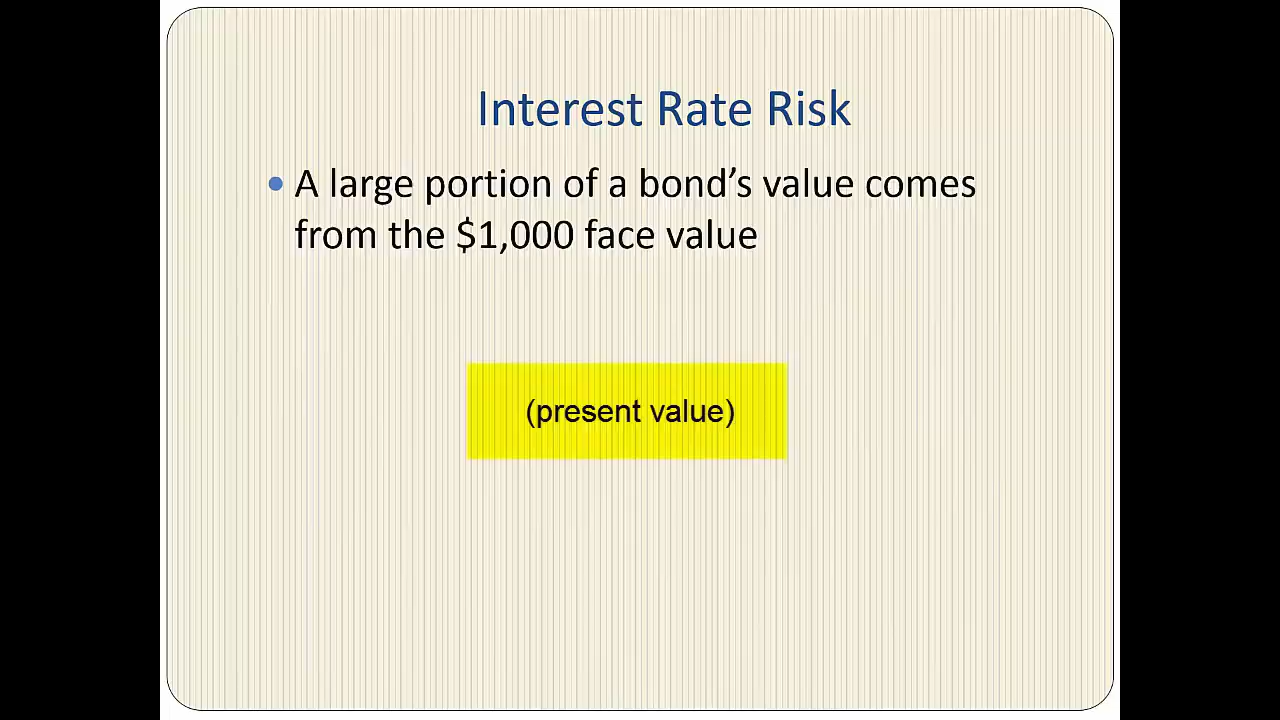 Interest Rate Risk
• A large portion of a bond’s value comes
from the $1,000 face value
(present value)